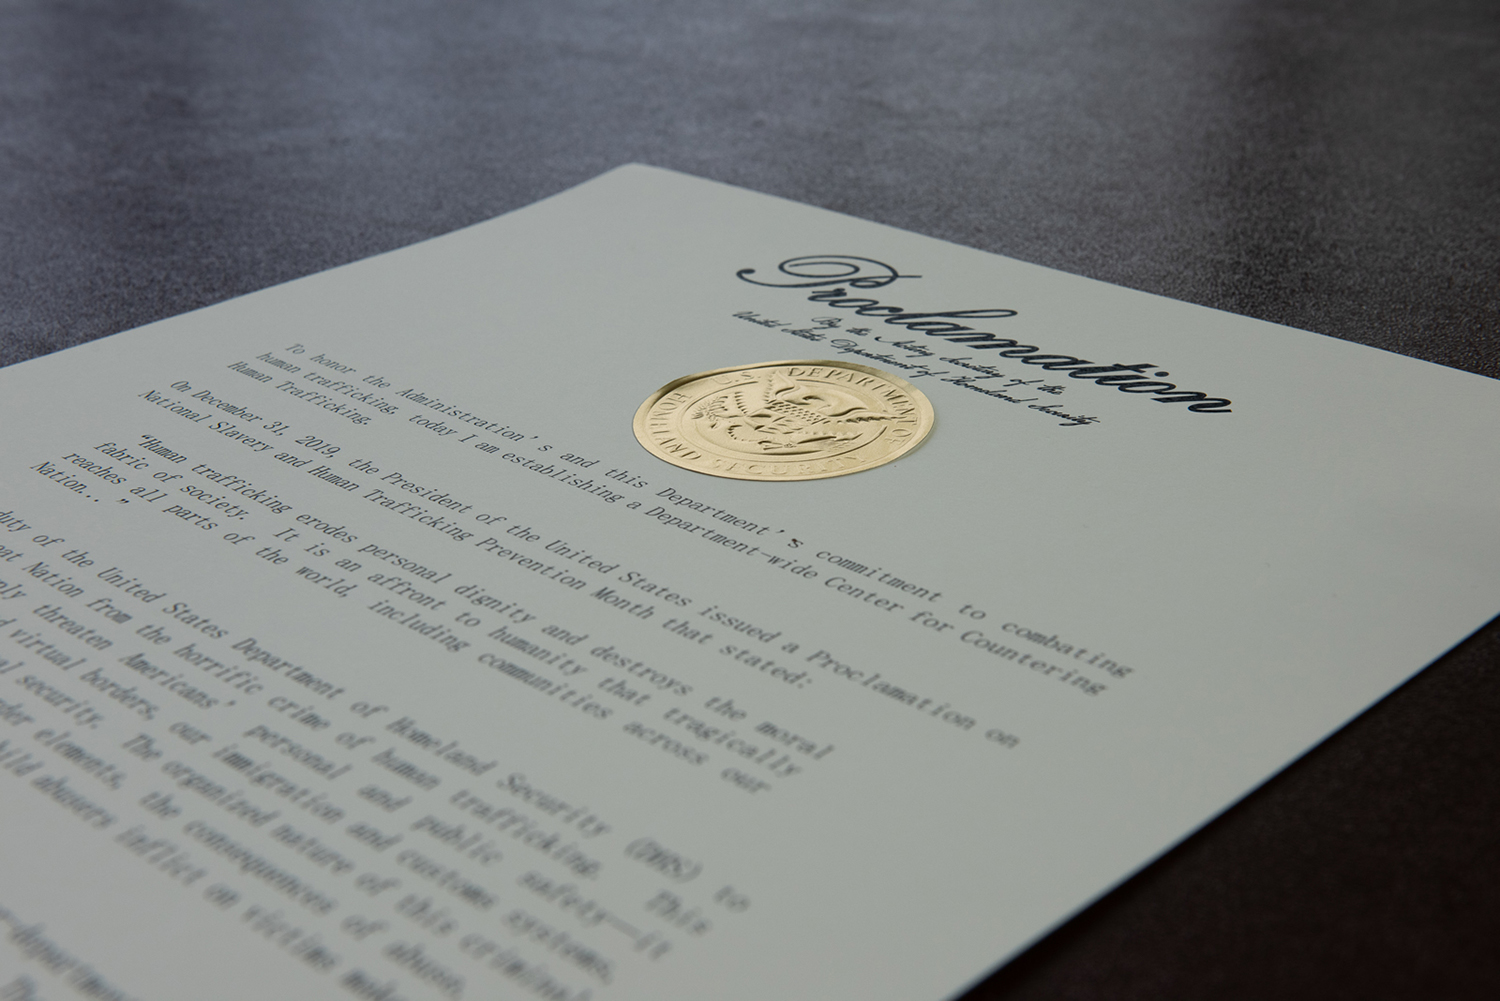 Proclamation
By the Acting Secretary of the
United States Department of Homeland Security
U.S. DEPARTMENT OF HOMELAND SECURITY
To honor the Administration's and this Department's commitment to combating
human trafficking, today I am establishing a Department-wide Center for Countering
Human Trafficking.
On December 31, 2019, the President of the United States issued a Proclamation on
National Slavery and Human Trafficking Prevention Month that stated:
“Human trafficking erodes personal dignity and destroys the moral
fabric of society. It is an affront to humanity that tragically
reaches all parts of the world, including communities across our
Nation...”
duty of the United States Department of Homeland Security (DHS) to
Nation from the horrific crime of human trafficking. This
threaten Americans' personal and public safety—it
virtual borders, our immigration and customs systems,
security. The organized nature of this criminal
elements, the consequences of abuse,
abusers inflict on victims